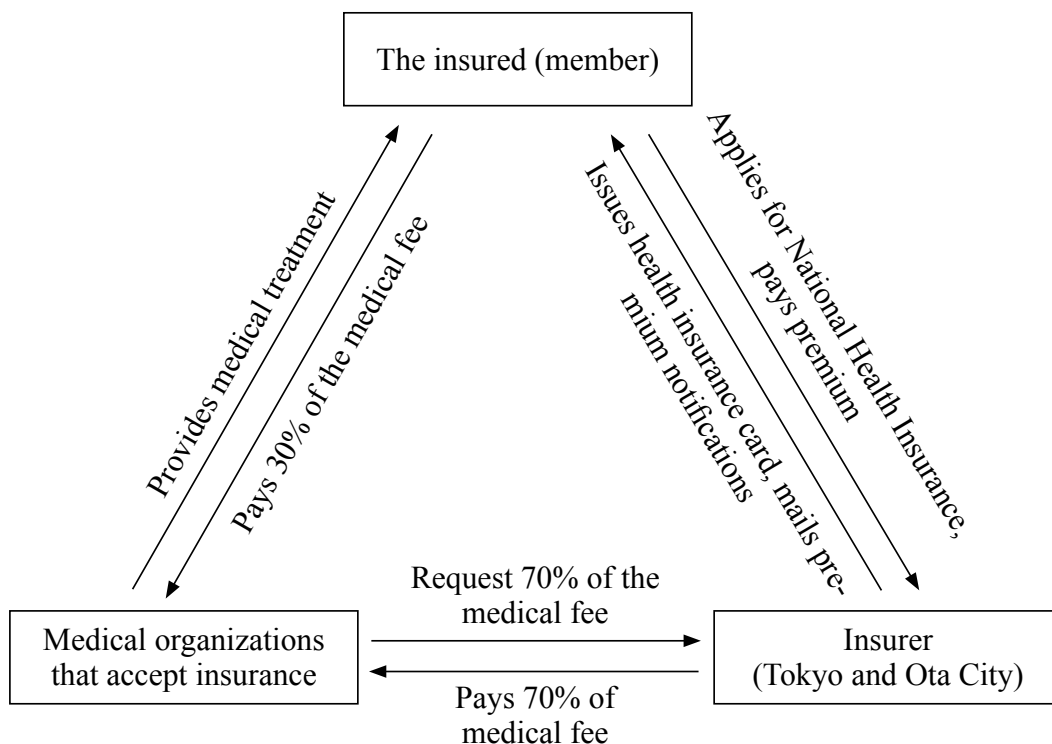 The insured (member)
Provides medical treatment
Pays 30% of the medical fee
Issues health insurance card, mails pre-
mium notifications
Applies for National Health Insurance,
pays premium
Request 70% of the
medical fee
Medical organizations
that accept insurance
Insurer
(Tokyo and Ota City)
Pays 70% of
medical fee